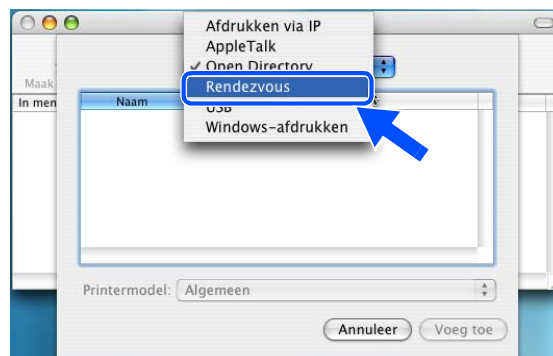 Afdrukken via IP
AppleTalk
✓ Open Directory
Rendezvous
USB
Windows-afdrukken
Maak
In men
Naam
Printermodel: Algemeen
Annuleer Voeg toe